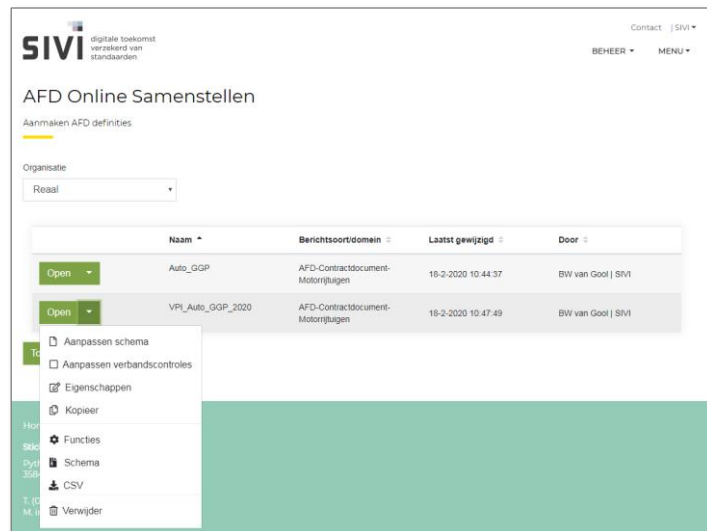 Contact | SIVI
SIVI digitale toekomst
verzekerd van
standaarden
BEHEER MENU
AFD Online Samenstellen
Aanmaken AFD definities
Organisatie
Reaal
Naam Berichtsoort/domein Laatst gewijzigd Door
Open Auto_GGP AFD-Contractdocument-
Motorrijtuigen 18-2-2020 10:44:37 BW van Gool | SIVI
Open VPI_Auto_GGP_2020 AFD-Contractdocument-
Motorrijtuigen 18-2-2020 10:47:49 BW van Gool | SIVI
Aanpassen schema
Aanpassen verbandscontroles
Eigenschappen
Kopieer
Functies
Schema
CSV
Verwijder